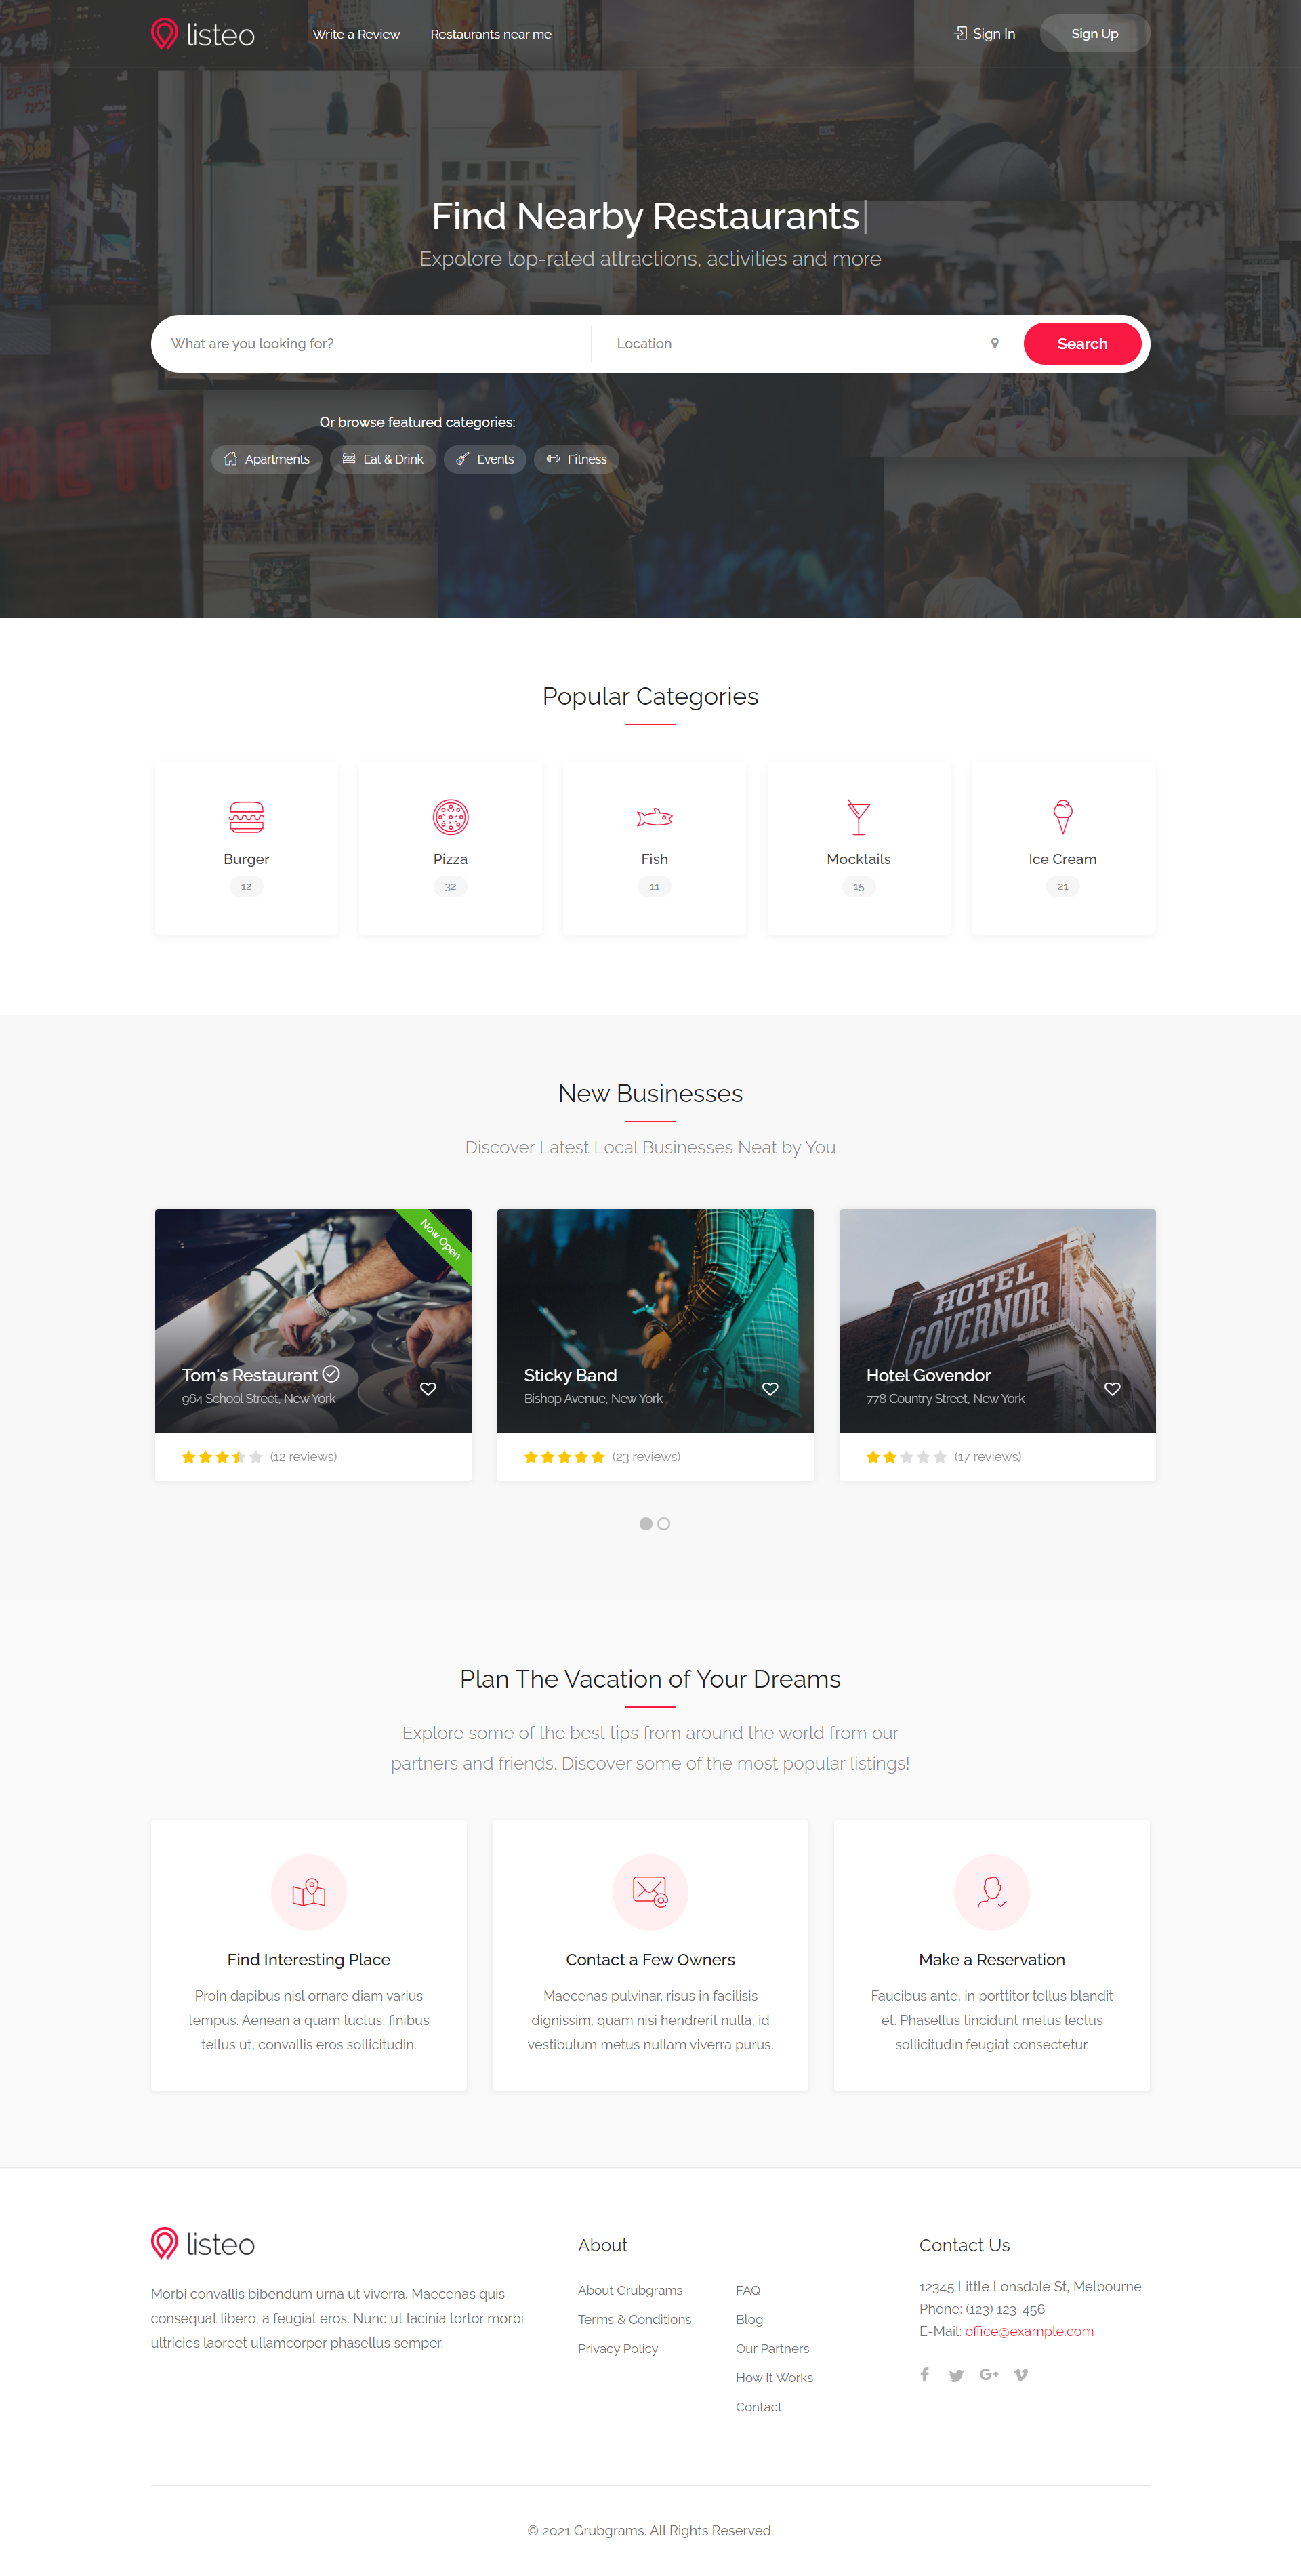 listeo
Write a Review
Restaurants near me
Sign In
Sign Up
Find Nearby Restaurants
Expolore top-rated attractions, activities and more
What are you looking for?
Location
Search
Or browse featured categories:
Apartments
Eat & Drink
Events
Fitness
Popular Categories
Burger
12
Pizza
32
Fish
11
Mocktails
15
Ice Cream
21
New Businesses
Discover Latest Local Businesses Neat by You
Now Open
Tom's Restaurant
964 School Street, New York
(12 reviews)
Sticky Band
Bishop Avenue, New York
(23 reviews)
HOTEL
GOVERNOR
Hotel Govendor
778 Country Street, New York
(17 reviews)
Plan The Vacation of Your Dreams
Explore some of the best tips from around the world from our
partners and friends. Discover some of the most popular listings!
Find Interesting Place
Proin dapibus nisl ornare diam varius
tempus. Aenean a quam luctus, finibus
tellus ut, convallis eros sollicitudin.
Contact a Few Owners
Maecenas pulvinar, risus in facilisis
dignissim, quam nisi hendrerit nulla, id
vestibulum metus nullam viverra purus.
Make a Reservation
Faucibus ante, in porttitor tellus blandit
et. Phasellus tincidunt metus lectus
sollicitudin feugiat consectetur.
listeo
Morbi convallis bibendum urna ut viverra. Maecenas quis
consequat libero, a feugiat eros. Nunc ut lacinia tortor morbi
ultricies laoreet ullamcorper phasellus semper.
About
About Grubgrams
Terms & Conditions
Privacy Policy
FAQ
Blog
Our Partners
How It Works
Contact
Contact Us
12345 Little Lonsdale St, Melbourne
Phone: (123) 123-456
E-Mail: office@example.com
© 2021 Grubgrams. All Rights Reserved.